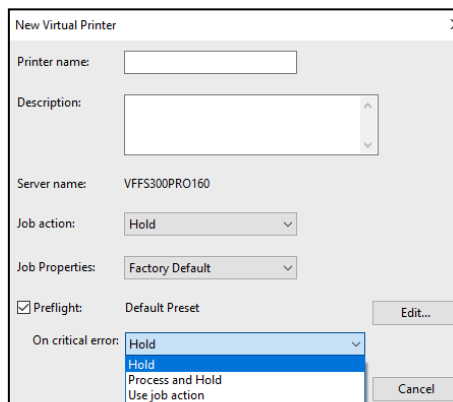 New Virtual Printer
Printer name:
Description:
Server name: VFFS300PRO160
Job action: Hold
Job Properties: Factory Default
Preflight: Default Preset Edit...
On critical error: Hold
Hold
Process and Hold
Use job action
Cancel